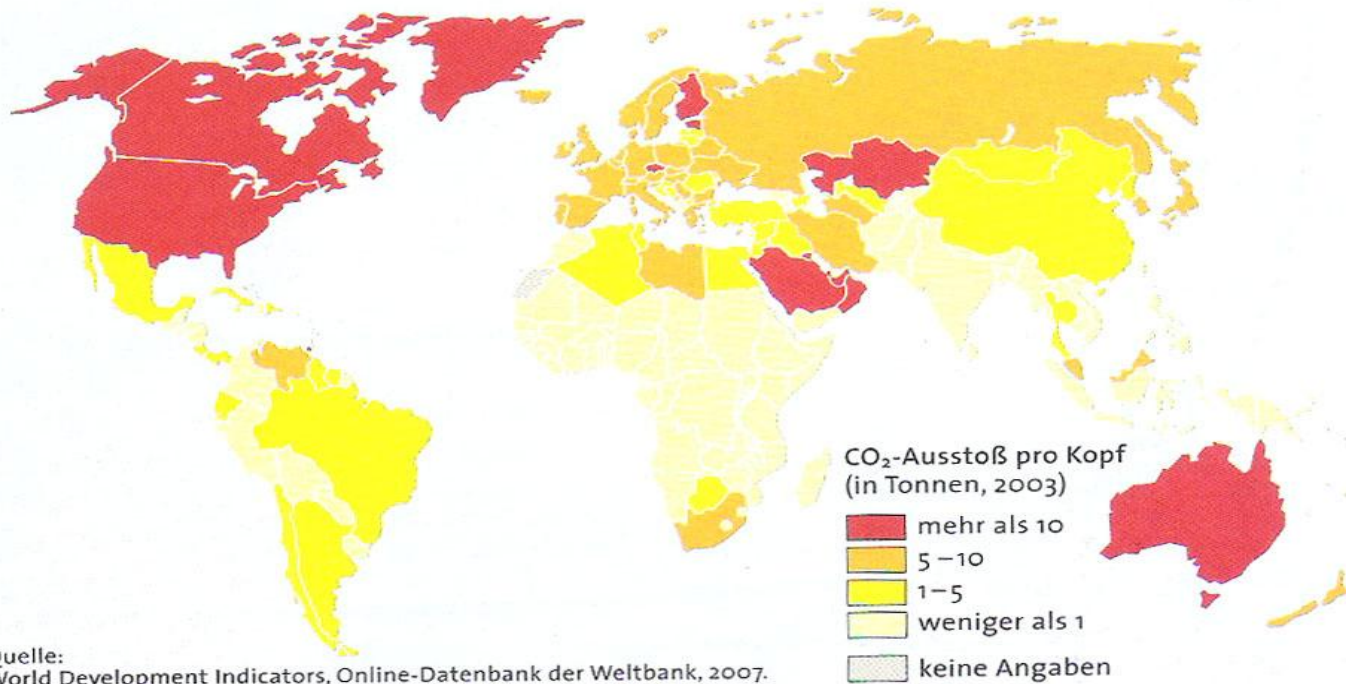 CO₂-Ausstoß pro Kopf
(in Tonnen, 2003)
mehr als 10
5–10
1–5
weniger als 1
keine Angaben
uelle:
World Development Indicators, Online-Datenbank der Weltbank, 2007.